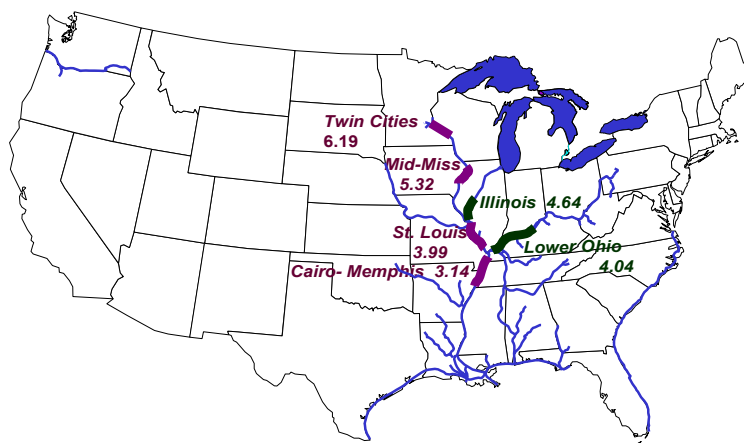 Twin Cities
6.19
Mid-Miss
5.32
Illinois 4.64
St. Louis
3.99
Lower Ohio
4.04
Cairo- Memphis 3.14